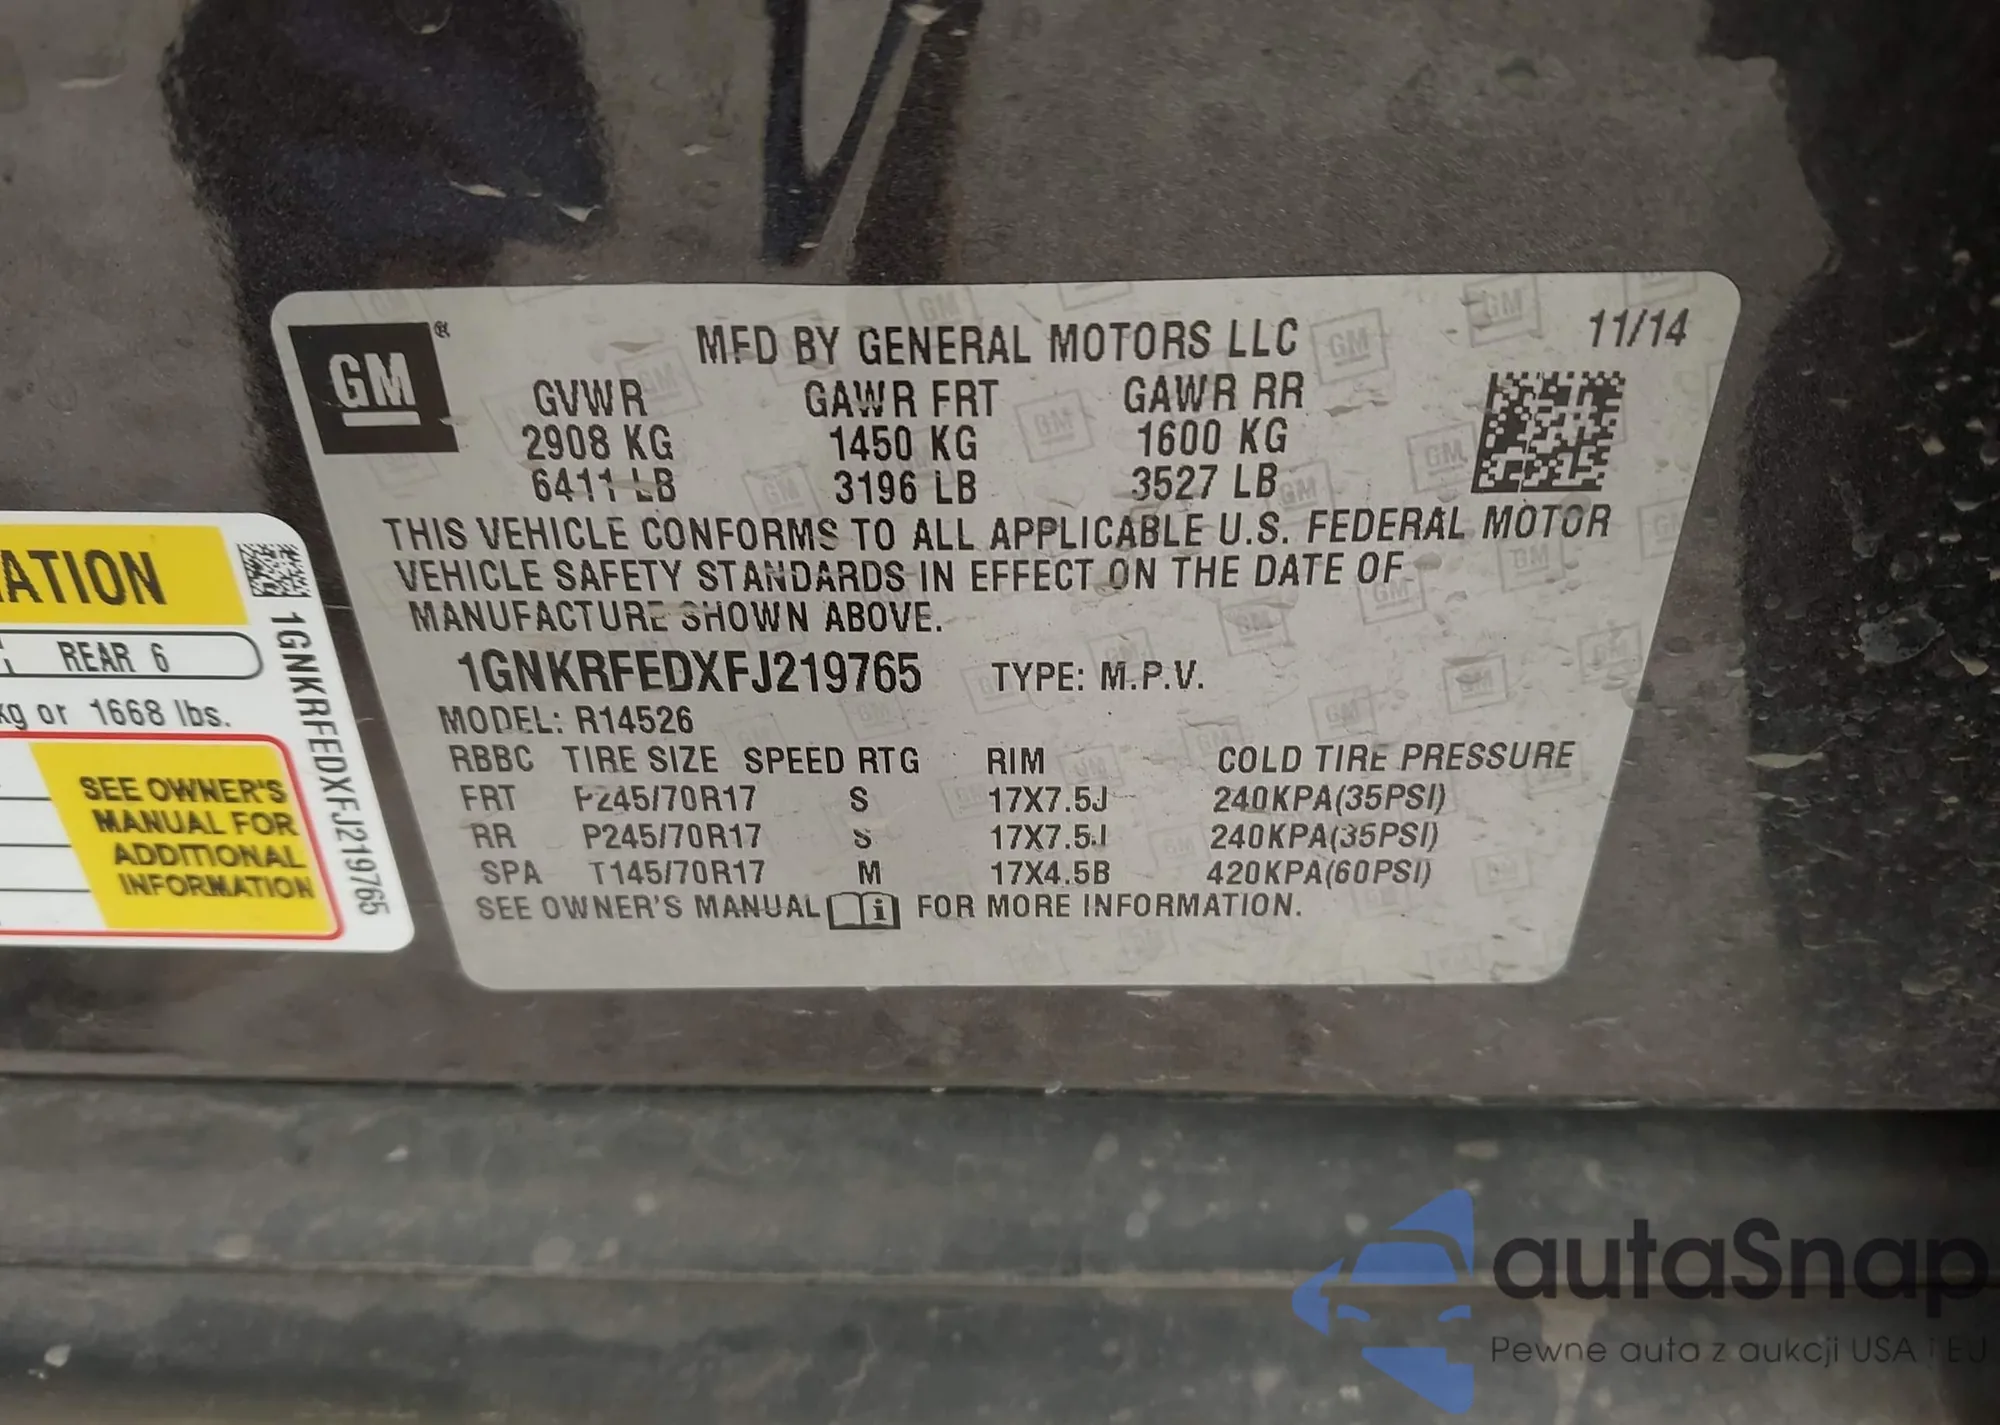 GM
®
MFD BY GENERAL MOTORS LLC
11/14
GVWR GAWR FRT GAWR RR
2908 KG 1450 KG 1600 KG
6411 LB 3196 LB 3527 LB
THIS VEHICLE CONFORMS TO ALL APPLICABLE U.S. FEDERAL MOTOR
VEHICLE SAFETY STANDARDS IN EFFECT ON THE DATE OF
MANUFACTURE SHOWN ABOVE.
1GNKRFEDXFJ219765 TYPE: M.P.V.
MODEL: R14526
RBBC TIRE SIZE SPEED RTG RIM COLD TIRE PRESSURE
FRT P245/70R17 S 17X7.5J 240KPA(35PSI)
RR P245/70R17 S 17X7.5J 240KPA(35PSI)
SPA T145/70R17 M 17X4.5B 420KPA(60PSI)
SEE OWNER'S MANUAL i FOR MORE INFORMATION.
ATION
REAR 6
kg or 1668 lbs.
SEE OWNER'S
MANUAL FOR
ADDITIONAL
INFORMATION
1GNKRFEDXFJ219765
autaSnap
Pewne auta z aukcji USA i EU